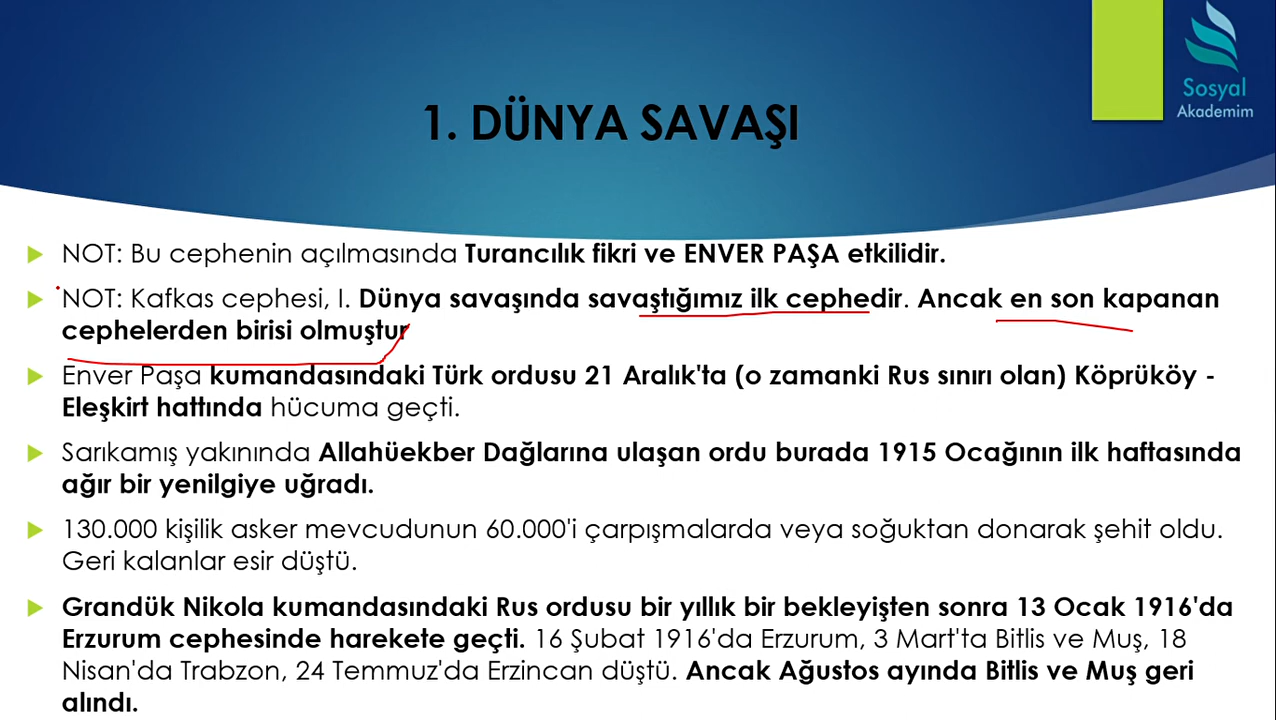 Sosyal
Akademim
1. DÜNYA SAVAŞI
NOT: Bu cephenin açılmasında Turancılık fikri ve ENVER PAŞA etkilidir.
NOT: Kafkas cephesi, I. Dünya savaşında savaştığımız ilk cephedir. Ancak en son kapanan
cephelerden birisi olmuştur
Enver Paşa kumandasındaki Türk ordusu 21 Aralık'ta (o zamanki Rus sınırı olan) Köprüköy -
Eleşkirt hattında hücuma geçti.
Sarıkamış yakınında Allahüekber Dağlarına ulaşan ordu burada 1915 Ocağının ilk haftasında
ağır bir yenilgiye uğradı.
130.000 kişilik asker mevcudunun 60.000'i çarpışmalarda veya soğuktan donarak şehit oldu.
Geri kalanlar esir düştü.
Grandük Nikola kumandasındaki Rus ordusu bir yıllık bir bekleyişten sonra 13 Ocak 1916'da
Erzurum cephesinde harekete geçti. 16 Şubat 1916'da Erzurum, 3 Mart'ta Bitlis ve Muş, 18
Nisan'da Trabzon, 24 Temmuz'da Erzincan düştü. Ancak Ağustos ayında Bitlis ve Muş geri
alındı.